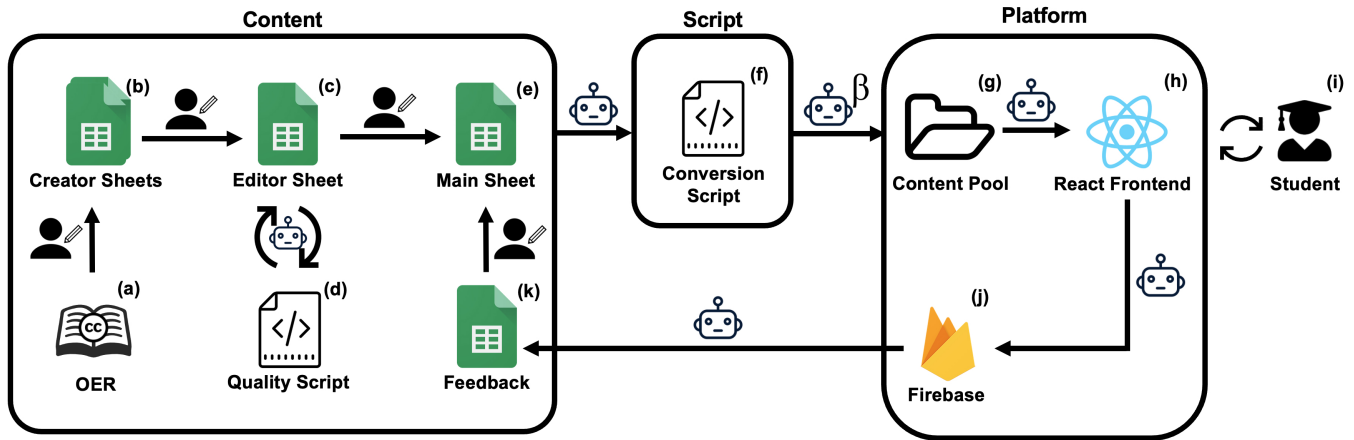 Content
Script
Platform
(b)
(c)
(e)
(f)
β
(g)
(h)
(i)
Creator Sheets
Editor Sheet
Main Sheet
Conversion
Script
Content Pool
React Frontend
Student
(a)
(d)
(k)
(j)
CC
OER
Quality Script
Feedback
Firebase